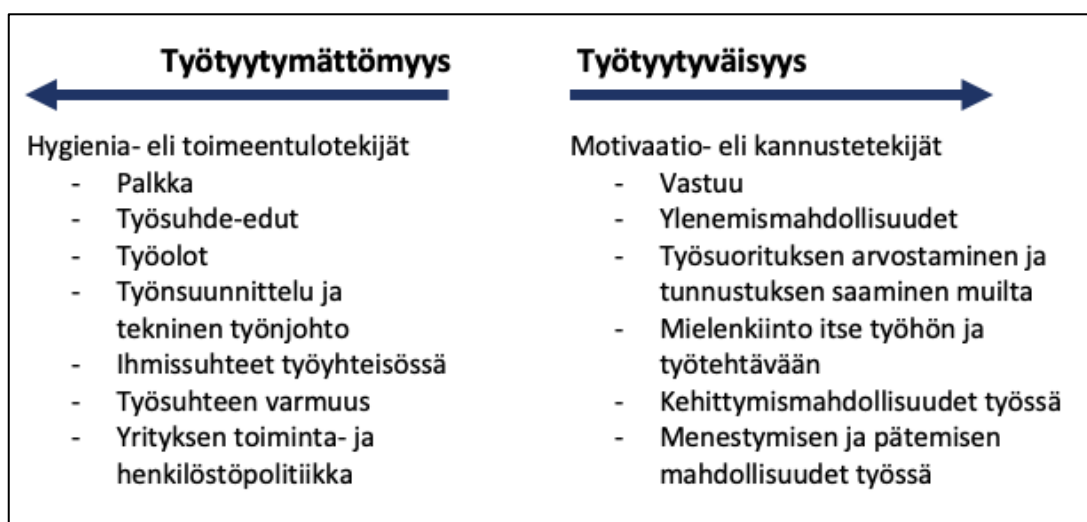 Työtyytymättömyys
Hygienia- eli toimeentulotekijät
- Palkka
- Työsuhde-edut
- Työolot
- Työnsuunnittelu ja
tekninen työnjohto
- Ihmissuhteet työyhteisössä
- Työsuhteen varmuus
- Yrityksen toiminta- ja
henkilöstöpolitiikka
Työtyytyväisyys
Motivaatio- eli kannustetekijät
- Vastuu
- Ylenemismahdollisuudet
- Työsuorituksen arvostaminen ja
tunnustuksen saaminen muilta
- Mielenkiinto itse työhön ja
työtehtävään
- Kehittymismahdollisuudet työssä
- Menestymisen ja pätemisen
mahdollisuudet työssä